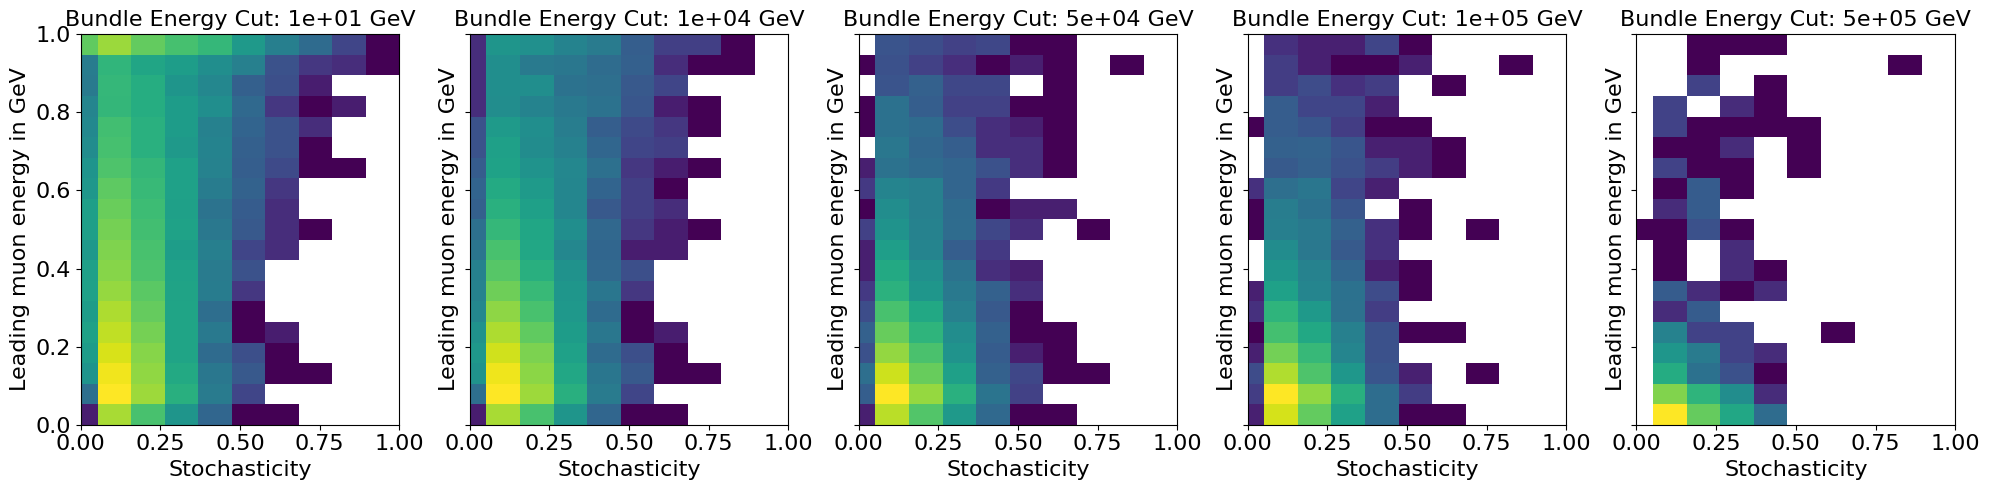 Bundle Energy Cut: 1e+01 GeV
Bundle Energy Cut: 1e+04 GeV
Bundle Energy Cut: 5e+04 GeV
Bundle Energy Cut: 1e+05 GeV
Bundle Energy Cut: 5e+05 GeV
Leading muon energy in GeV
1.0
0.8
0.6
0.4
0.2
0.0
0.00 0.25 0.50 0.75 1.00
Stochasticity
Leading muon energy in GeV
0.00 0.25 0.50 0.75 1.00
Stochasticity
Leading muon energy in GeV
0.00 0.25 0.50 0.75 1.00
Stochasticity
Leading muon energy in GeV
0.00 0.25 0.50 0.75 1.00
Stochasticity
Leading muon energy in GeV
0.00 0.25 0.50 0.75 1.00
Stochasticity